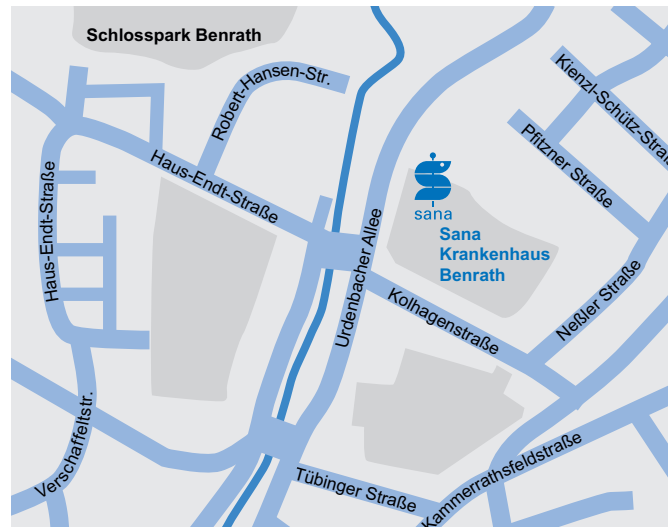 Schlosspark Benrath
Robert-Hansen-Str.
Kienzl-Schütz-Straße
Pfitzner Straße
Haus-Endt-Straße
Haus-Endt-Straße
sana
Sana
Krankenhaus
Benrath
Urdenbacher Allee
Kolhagenstraße
Neßler Straße
Verschaffeltstr.
Tübinger Straße
Kammerrathsfeldstraße